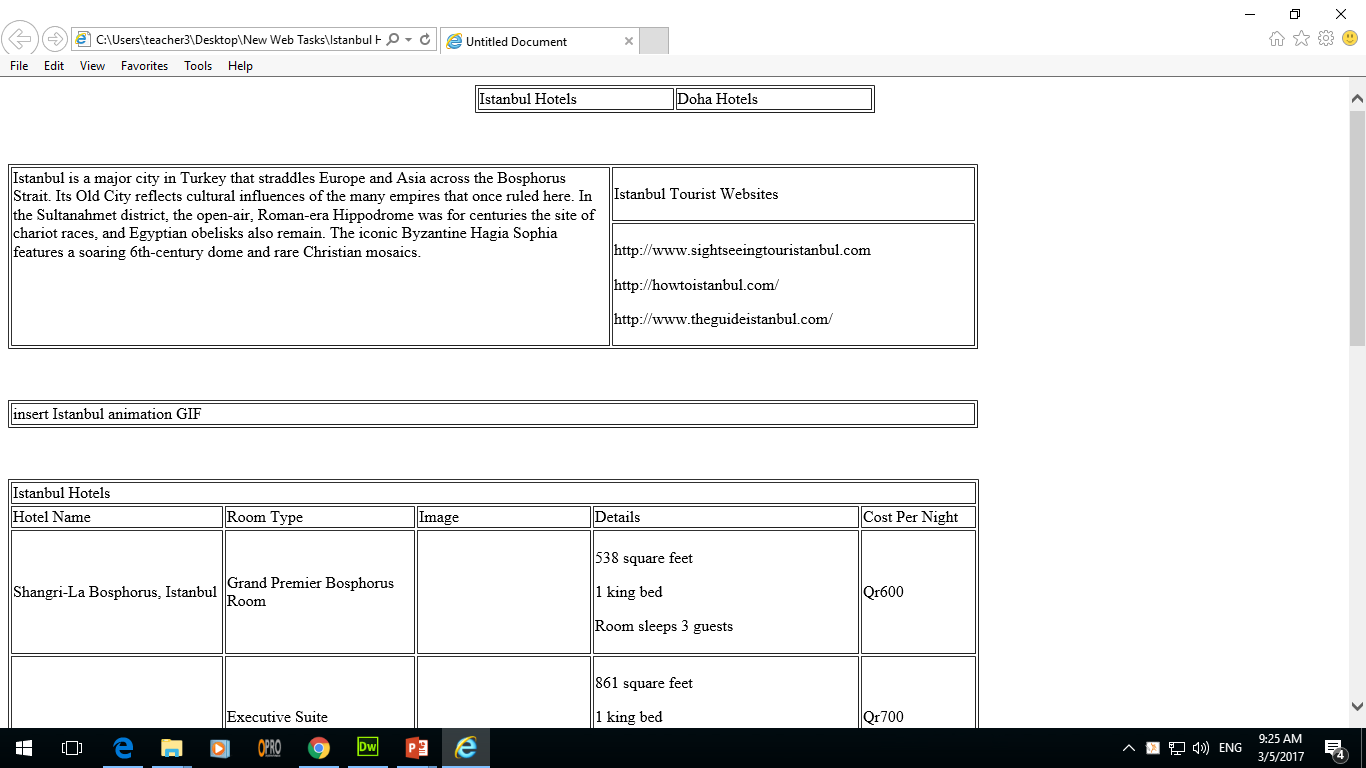 C:\Users\teacher3\Desktop\New Web Tasks\Istanbul H
Untitled Document
File Edit View Favorites Tools Help
Istanbul Hotels
Doha Hotels
Istanbul is a major city in Turkey that straddles Europe and Asia across the Bosphorus
Strait. Its Old City reflects cultural influences of the many empires that once ruled here. In
the Sultanahmet district, the open-air, Roman-era Hippodrome was for centuries the site of
chariot races, and Egyptian obelisks also remain. The iconic Byzantine Hagia Sophia
features a soaring 6th-century dome and rare Christian mosaics.
Istanbul Tourist Websites
http://www.sightseeingtouristanbul.com
http://howtoistanbul.com/
http://www.theguideistanbul.com/
insert Istanbul animation GIF
Istanbul Hotels
Hotel Name
Room Type
Image
Details
Cost Per Night
Shangri-La Bosphorus, Istanbul
Grand Premier Bosphorus
Room
538 square feet
1 king bed
Room sleeps 3 guests
Qr600
Executive Suite
861 square feet
1 king bed
Qr700
OPRO
Dw
ENG
9:25 AM
3/5/2017
4